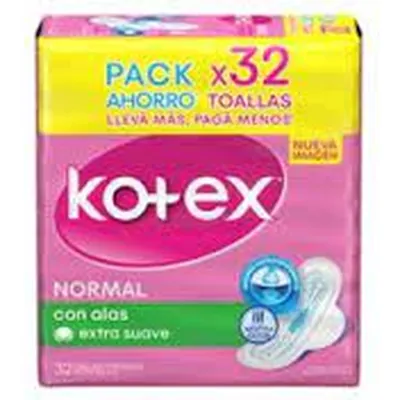 PACK x32
AHORRO TOALLAS
LLEVÁ MÁS, PAGÁ MENOS
NUEVA
IMAGEN
kotex
NORMAL
con alas
extra suave
32